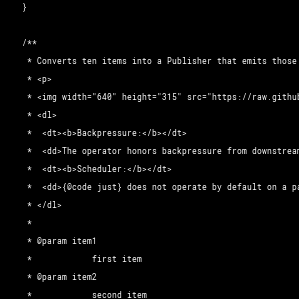 }
/**
* Converts ten items into a Publisher that emits those
* <p>
* <img width="640" height="315" src="https://raw.github
* <dl>
* <dt><b>Backpressure:</b></dt>
* <dd>The operator honors backpressure from downstream
* <dt><b>Scheduler:</b></dt>
* <dd>{@code just} does not operate by default on a pa
* </dl>
*
* @param item1
* first item
* @param item2
* second item